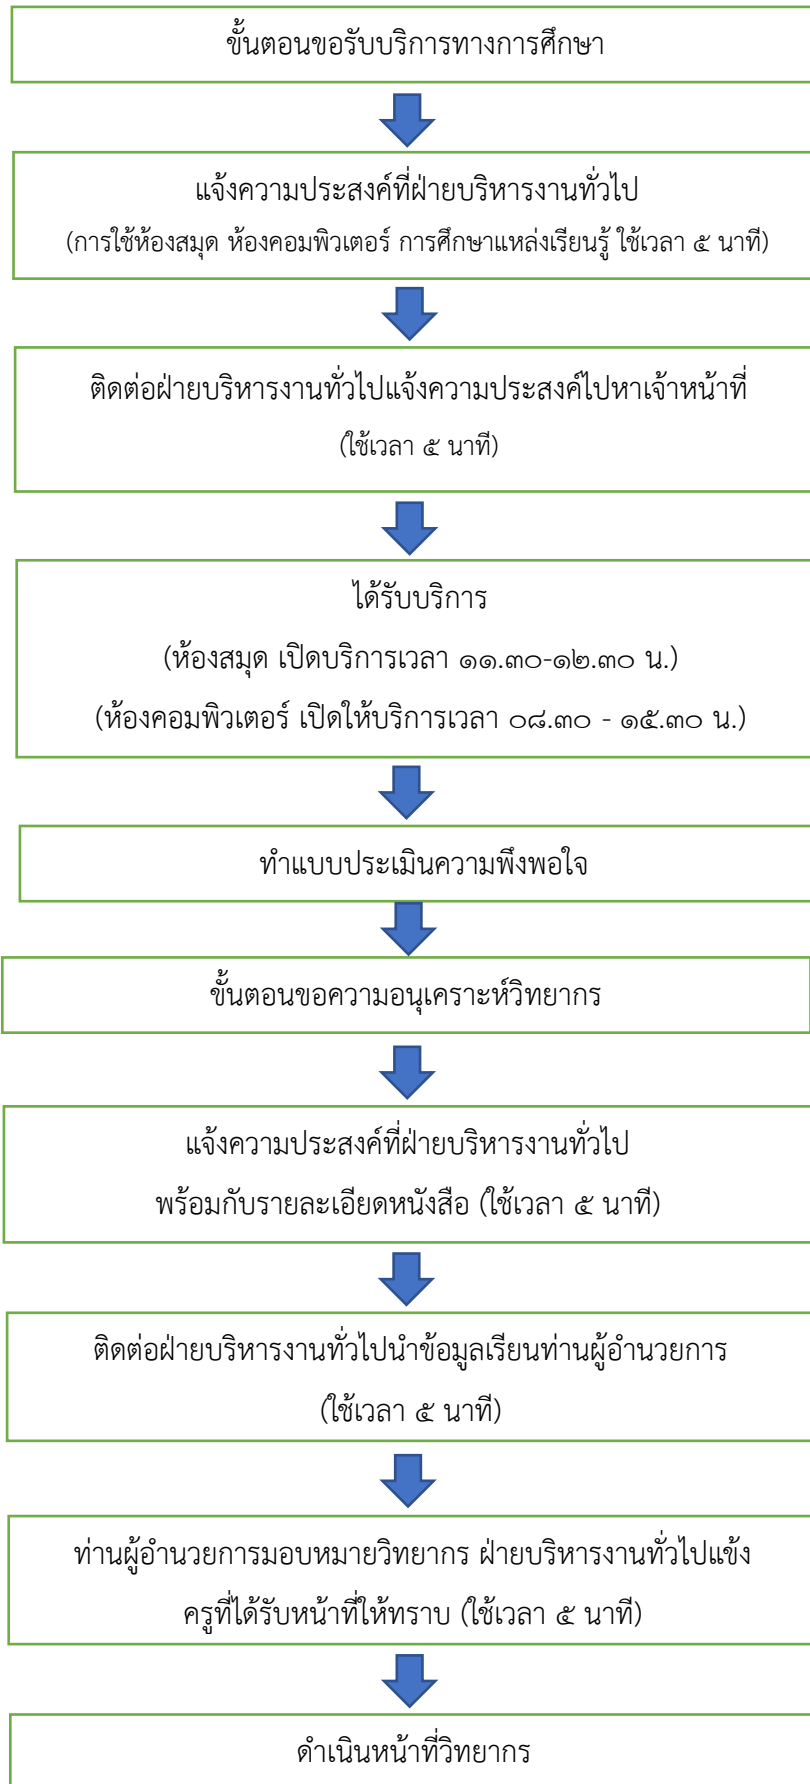 ขั้นตอนขอรับบริการทางการศึกษา
แจ้งความประสงค์ที่ฝ่ายบริหารงานทั่วไป
(การใช้ห้องสมุด ห้องคอมพิวเตอร์ การศึกษาแหล่งเรียนรู้ ใช้เวลา ๕ นาที)
ติดต่อฝ่ายบริหารงานทั่วไปแจ้งความประสงค์ไปหาเจ้าหน้าที่
(ใช้เวลา ๕ นาที)
ได้รับบริการ
(ห้องสมุด เปิดบริการเวลา ๑๑.๓๐-๑๒.๓๐ น.)
(ห้องคอมพิวเตอร์ เปิดให้บริการเวลา ๐๘.๓๐ - ๑๕.๓๐ น.)
ทำแบบประเมินความพึงพอใจ
ขั้นตอนขอความอนุเคราะห์วิทยากร
แจ้งความประสงค์ที่ฝ่ายบริหารงานทั่วไป
พร้อมกับรายละเอียดหนังสือ (ใช้เวลา ๕ นาที)
ติดต่อฝ่ายบริหารงานทั่วไปนำข้อมูลเรียนท่านผู้อำนวยการ
(ใช้เวลา ๕ นาที)
ท่านผู้อำนวยการมอบหมายวิทยากร ฝ่ายบริหารงานทั่วไปแข้ง
ครูที่ได้รับหน้าที่ให้ทราบ (ใช้เวลา ๕ นาที)
ดำเนินหน้าที่วิทยากร